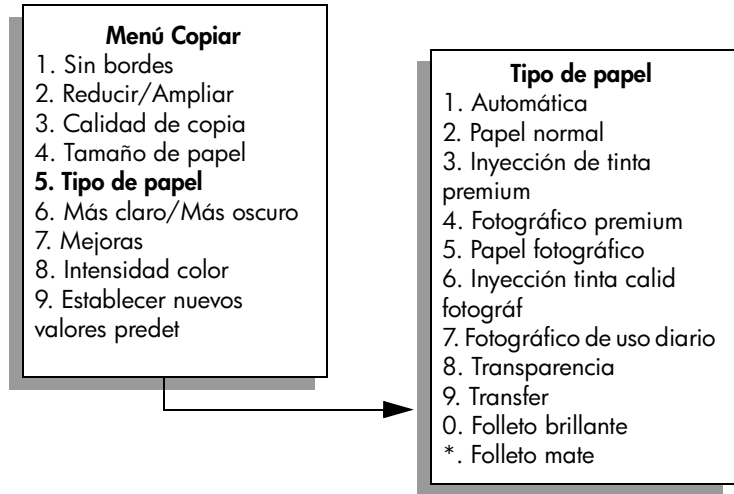 Menú Copiar
1. Sin bordes
2. Reducir/Ampliar
3. Calidad de copia
4. Tamaño de papel
5. Tipo de papel
6. Más claro/Más oscuro
7. Mejoras
8. Intensidad color
9. Establecer nuevos
valores predet
Tipo de papel
1. Automática
2. Papel normal
3. Inyección de tinta
premium
4. Fotográfico premium
5. Papel fotográfico
6. Inyección tinta calid
fotográf
7. Fotográfico de uso diario
8. Transparencia
9. Transfer
0. Folleto brillante
*. Folleto mate